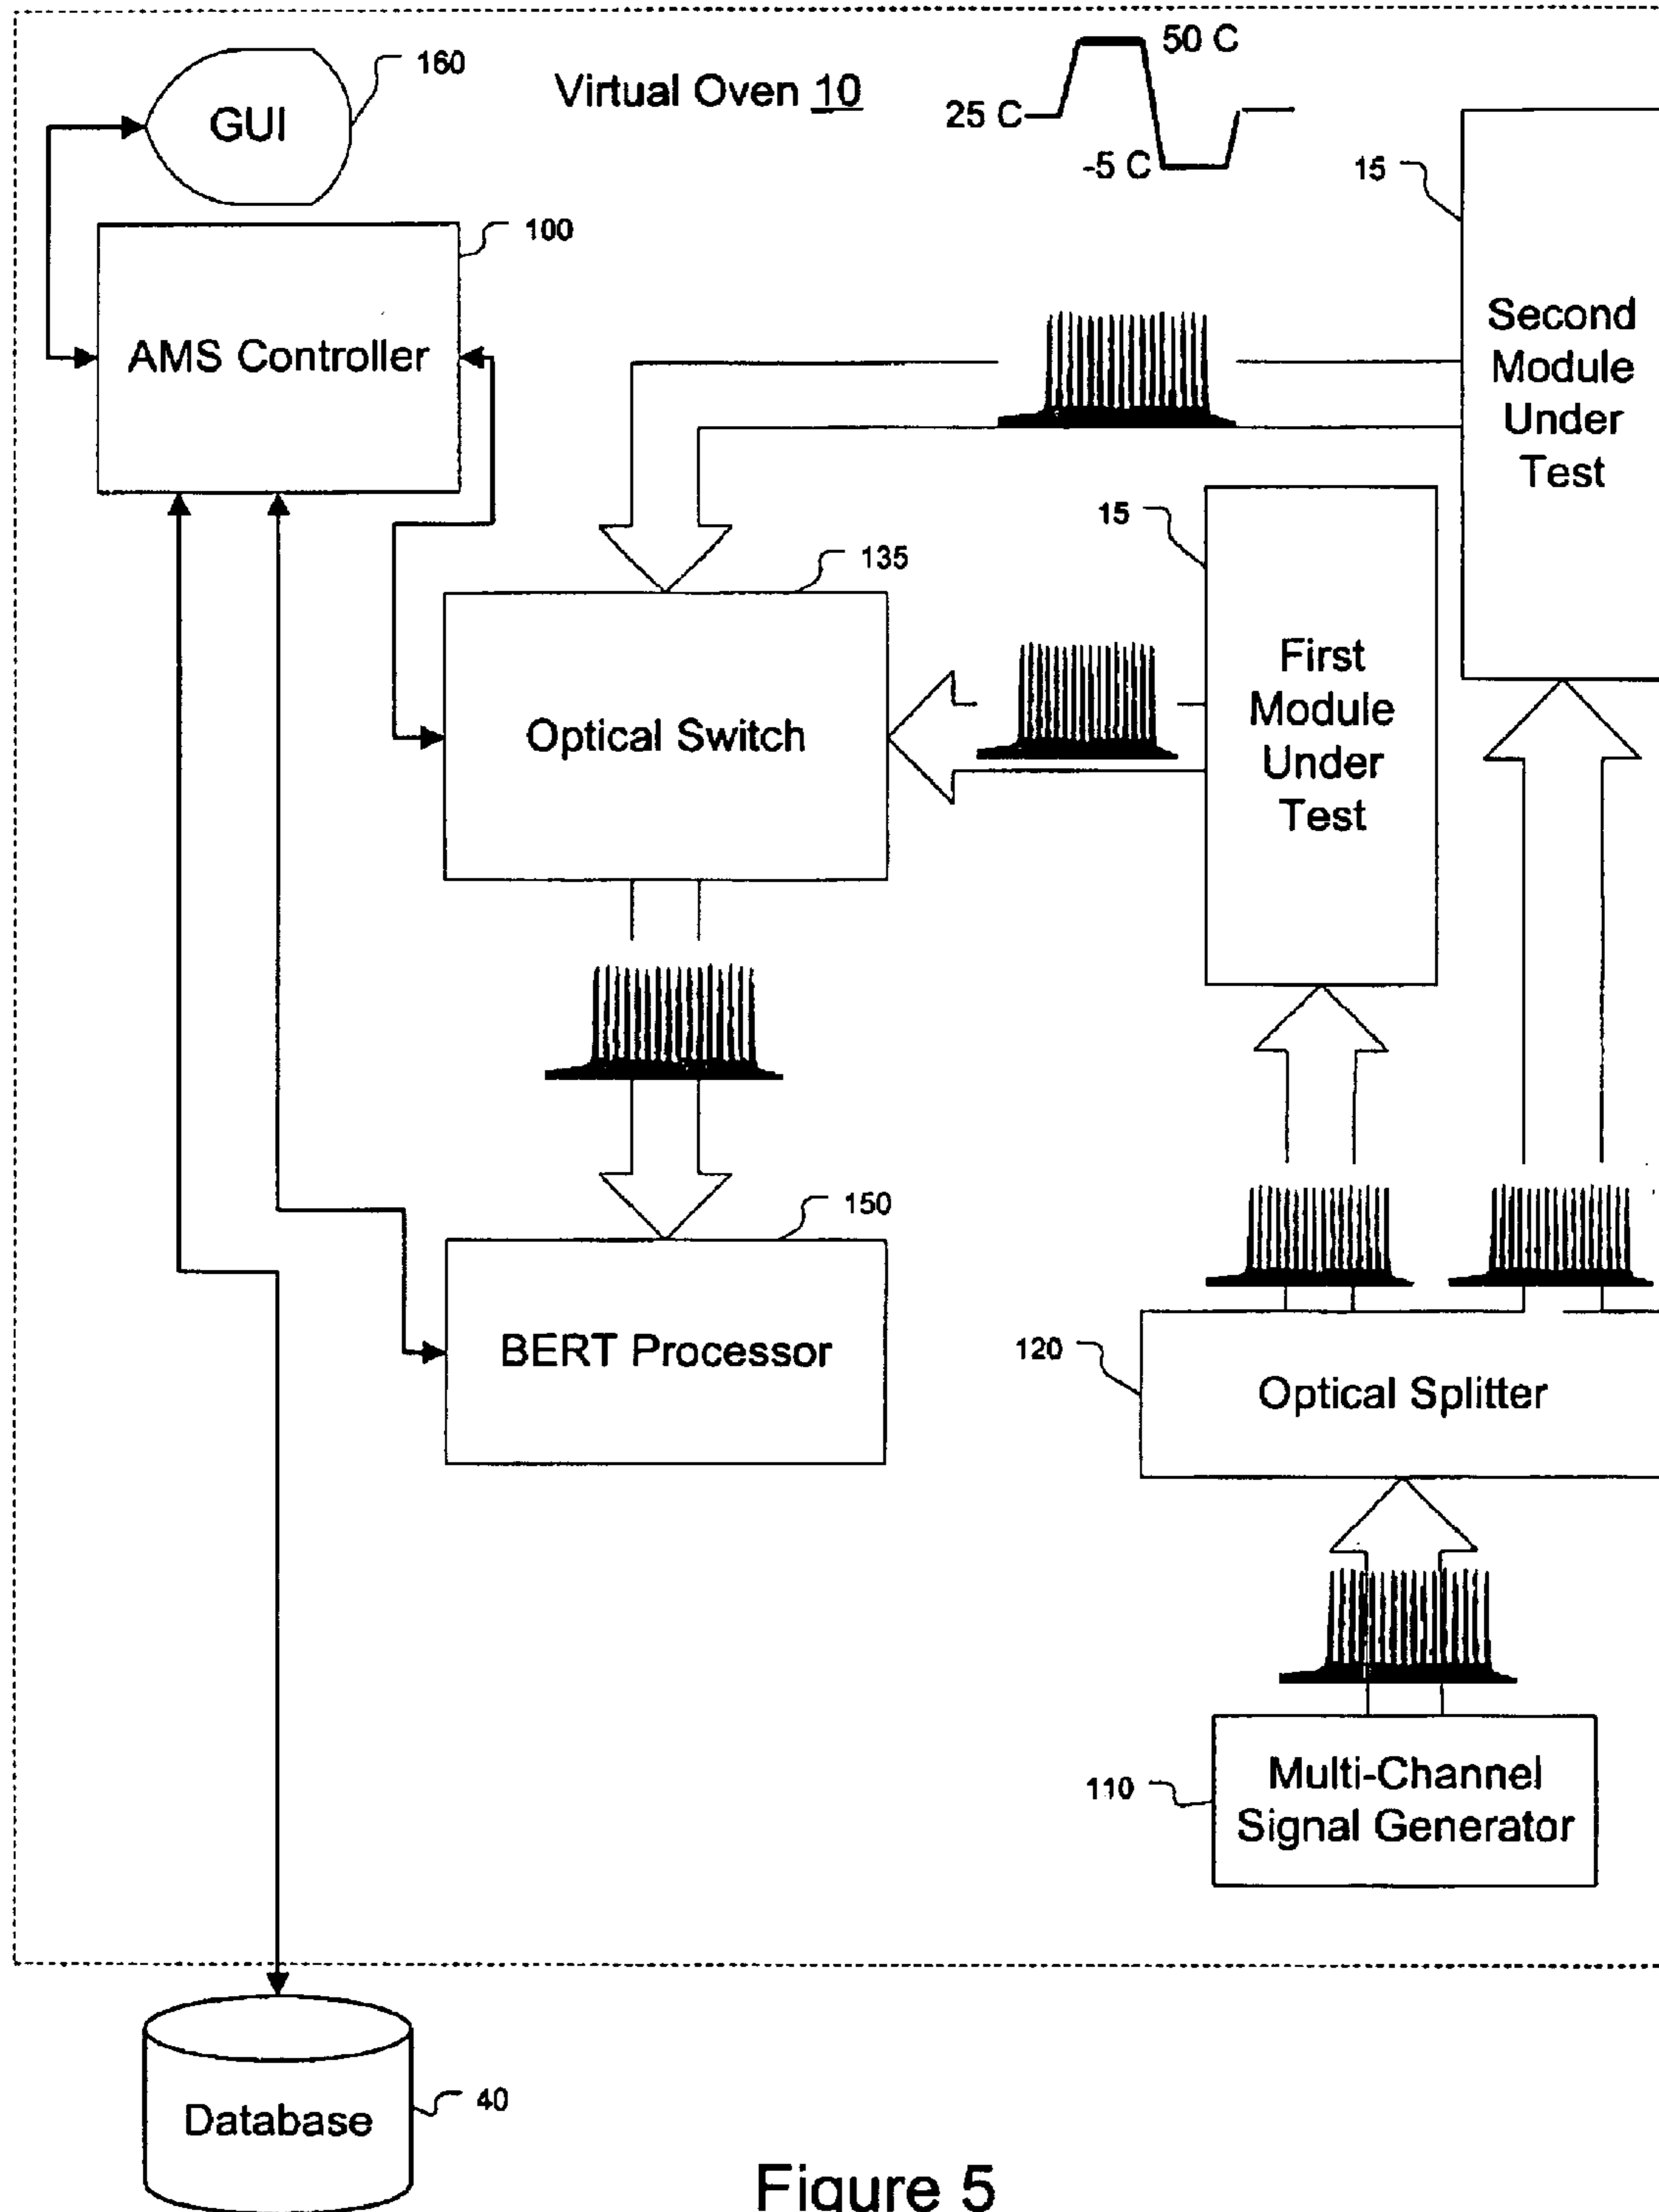 160
GUI
Virtual Oven 10
50 C
25 C
-5 C
15
100
AMS Controller
Second
Module
Under
Test
15
135
First
Module
Under
Test
Optical Switch
150
BERT Processor
120
Optical Splitter
110
Multi-Channel
Signal Generator
Database
40
Figure 5